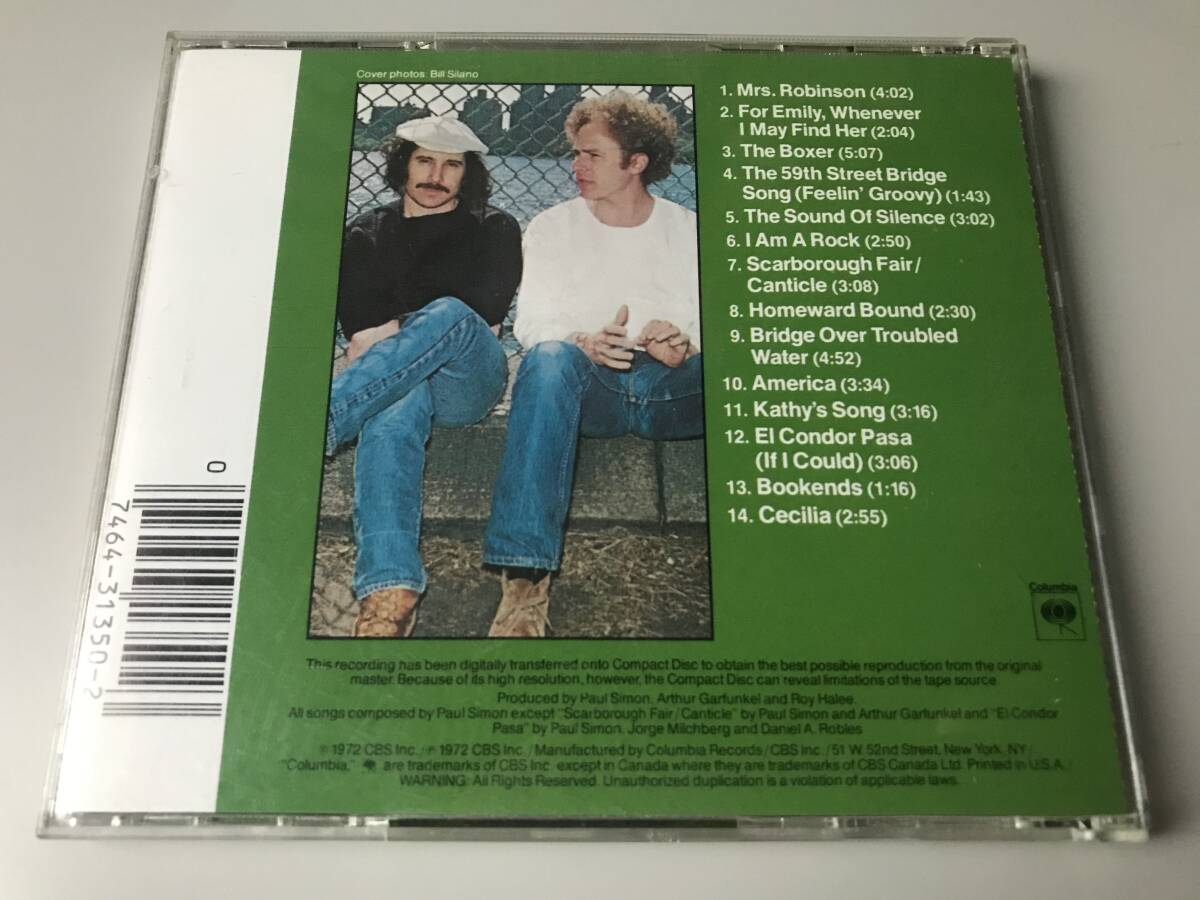 Cover photos: Bill Silano
1. Mrs. Robinson (4:02)
2. For Emily, Whenever
I May Find Her (2:04)
3. The Boxer (5:07)
4. The 59th Street Bridge
Song (Feelin' Groovy) (1:43)
5. The Sound Of Silence (3:02)
6. I Am A Rock (2:50)
7. Scarborough Fair/
Canticle (3:08)
8. Homeward Bound (2:30)
9. Bridge Over Troubled
Water (4:52)
10. America (3:34)
11. Kathy's Song (3:16)
12. El Condor Pasa
(If I Could) (3:06)
13. Bookends (1:16)
14. Cecilia (2:55)
0
7464-31350-2
Columbia
This recording has been digitally transferred onto Compact Disc to obtain the best possible reproduction from the original
master. Because of its high resolution, however, the Compact Disc can reveal limitations of the tape source.
Produced by Paul Simon, Arthur Garfunkel and Roy Halee.
All songs composed by Paul Simon except "Scarborough Fair/Canticle" by Paul Simon and Arthur Garfunkel and "El Condor
Pasa" by Paul Simon, Jorge Milchberg and Daniel A. Robles
© 1972 CBS Inc./℗ 1972 CBS Inc./Manufactured by Columbia Records/CBS Inc./51 W. 52nd Street, New York, NY/
"Columbia," are trademarks of CBS Inc. except in Canada where they are trademarks of CBS Canada Ltd. Printed in U.S.A./
WARNING: All Rights Reserved. Unauthorized duplication is a violation of applicable laws.